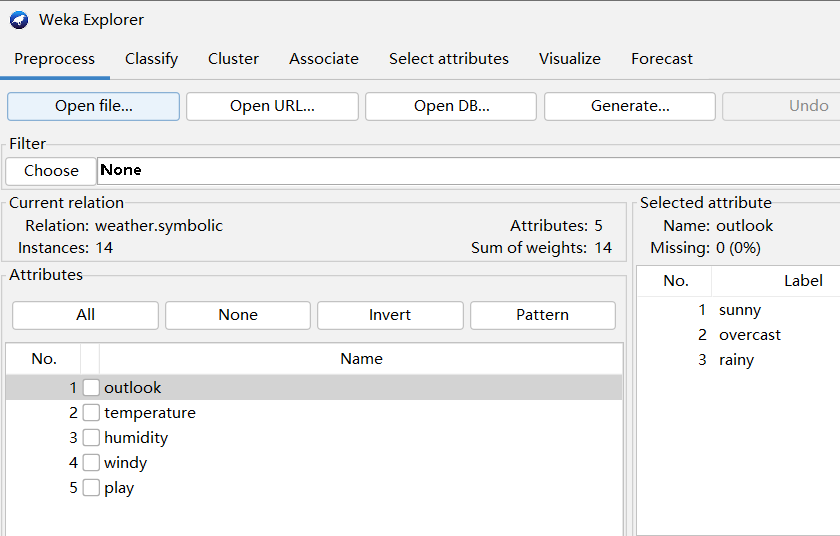 Weka Explorer
Preprocess Classify Cluster Associate Select attributes Visualize Forecast
Open file... Open URL... Open DB... Generate... Undo
Filter
Choose None
Current relation
Relation: weather.symbolic Attributes: 5
Instances: 14 Sum of weights: 14
Selected attribute
Name: outlook
Missing: 0 (0%)
Attributes
All None Invert Pattern
No. Name
1 outlook
2 temperature
3 humidity
4 windy
5 play
No. Label
1 sunny
2 overcast
3 rainy